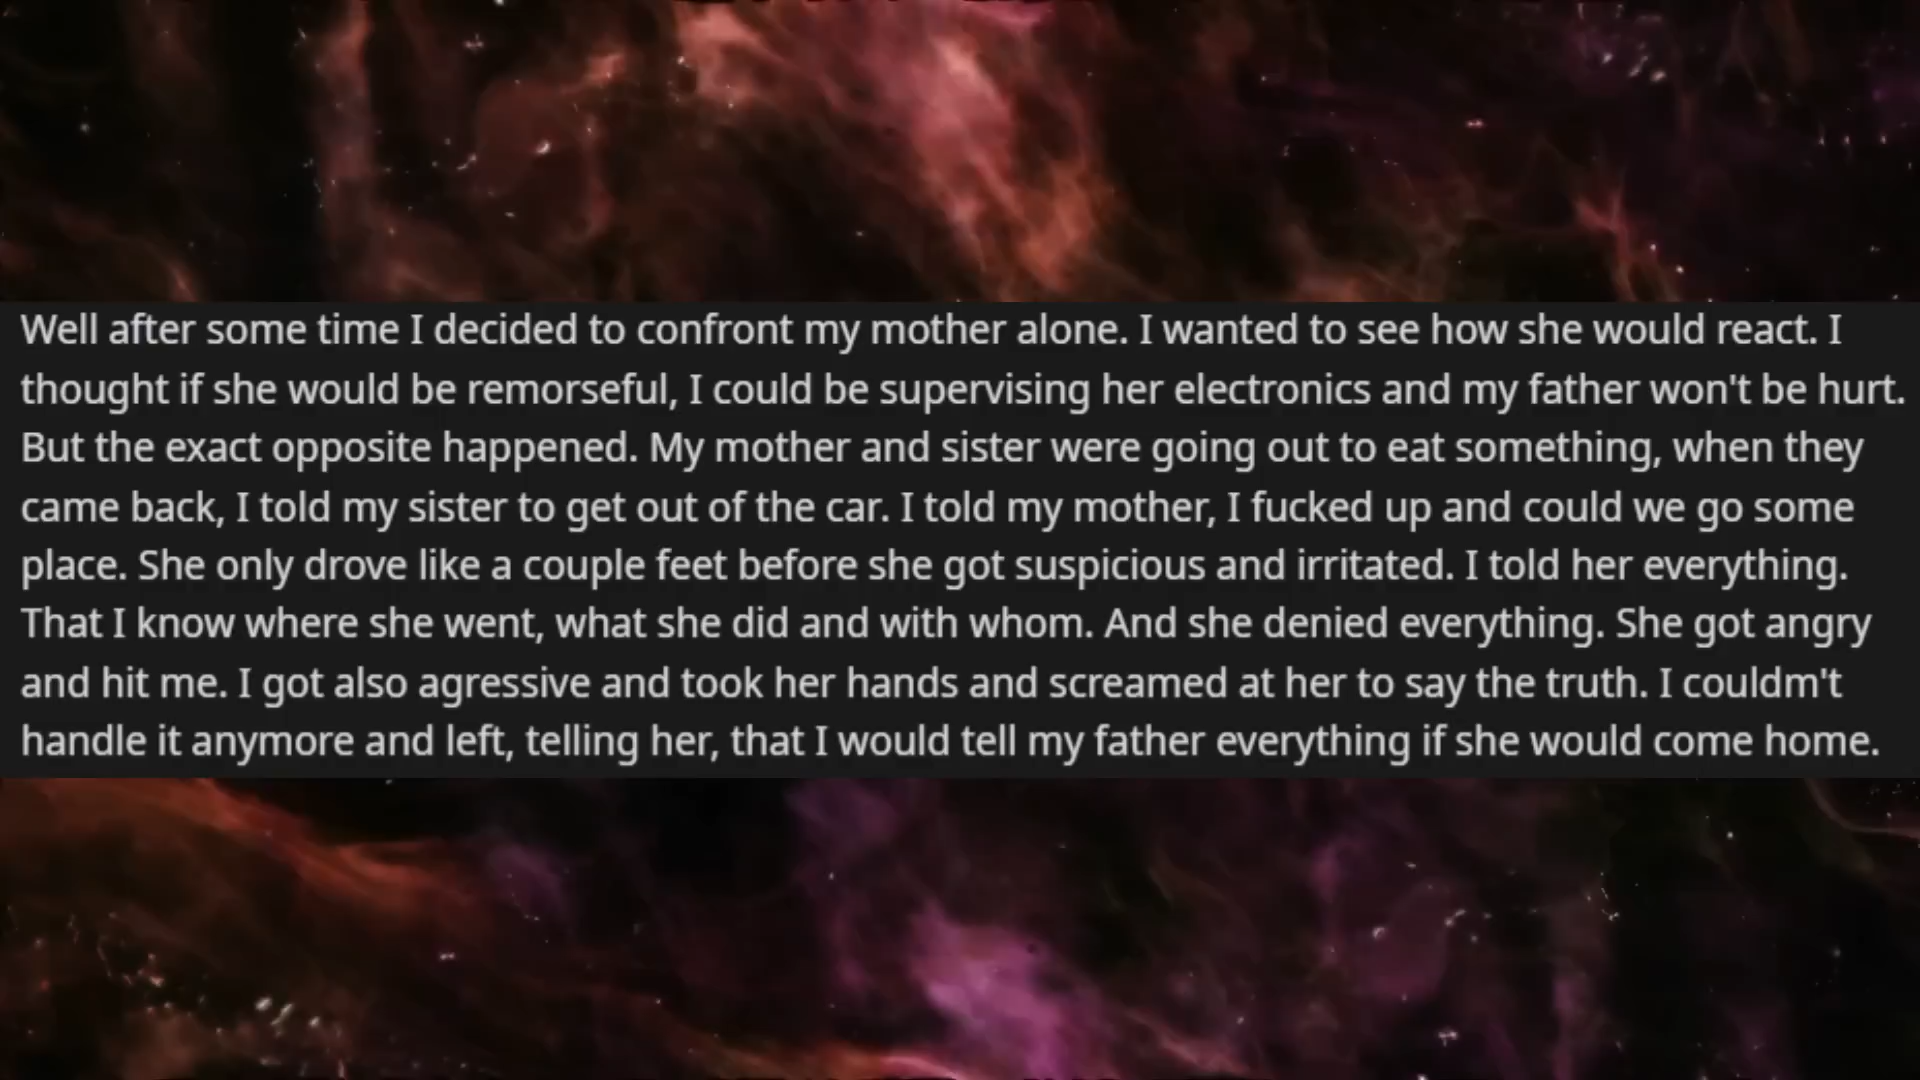 Well after some time I decided to confront my mother alone. I wanted to see how she would react. I
thought if she would be remorseful, I could be supervising her electronics and my father won't be hurt.
But the exact opposite happened. My mother and sister were going out to eat something, when they
came back, I told my sister to get out of the car. I told my mother, I fucked up and could we go some
place. She only drove like a couple feet before she got suspicious and irritated. I told her everything.
That I know where she went, what she did and with whom. And she denied everything. She got angry
and hit me. I got also agressive and took her hands and screamed at her to say the truth. I couldm't
handle it anymore and left, telling her, that I would tell my father everything if she would come home.